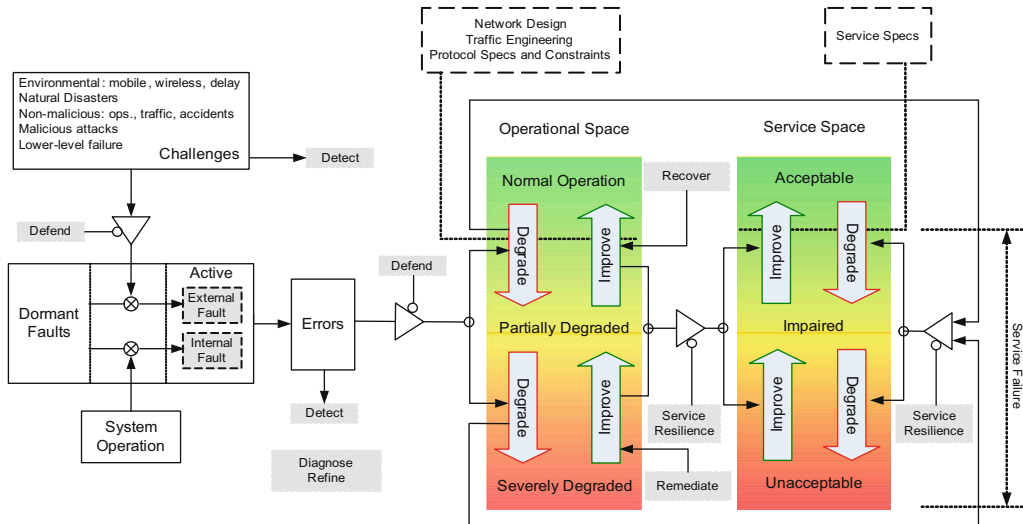 Network Design
Traffic Engineering
Protocol Specs and Constraints
Service Specs
Environmental: mobile, wireless, delay
Natural Disasters
Non-malicious: ops., traffic, accidents
Malicious attacks
Lower-level failure
Challenges
Detect
Operational Space
Service Space
Normal Operation
Recover
Acceptable
Defend
Degrade
Improve
Improve
Degrade
Defend
Dormant
Faults
Active
External
Fault
Internal
Fault
Errors
Partially Degraded
Impaired
Degrade
Improve
Improve
Degrade
Service
Resilience
Service
Resilience
Service Failure
Detect
System
Operation
Diagnose
Refine
Severely Degraded
Remediate
Unacceptable